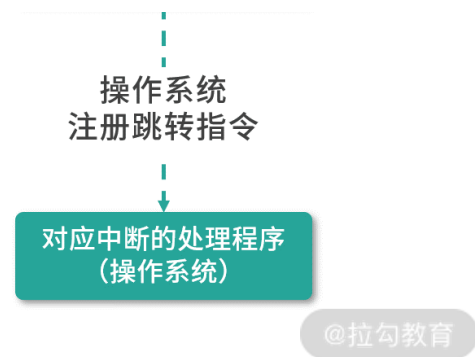 操作系统
注册跳转指令
对应中断的处理程序
（操作系统）
@拉勾教育